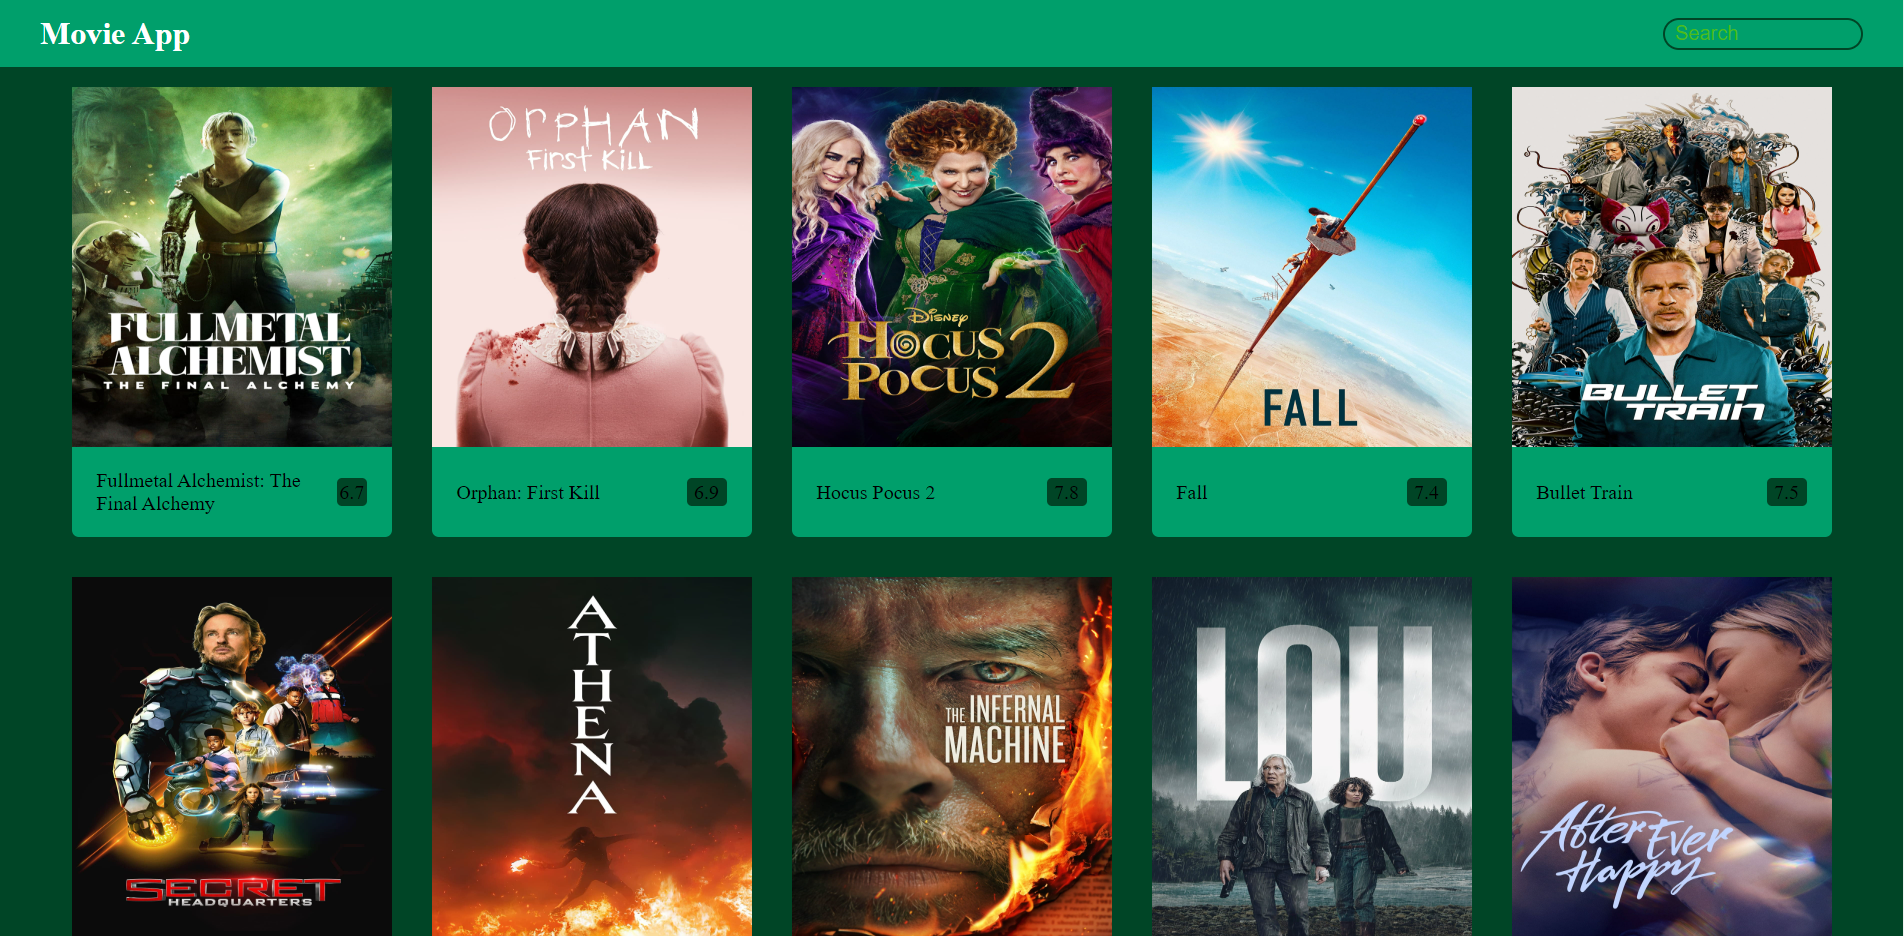 Movie App
Search
ORPHAN
FIRST KILL
FULLMETAL
ALCHEMIST
THE FINAL ALCHEMY
DISNEY
HOCUS
POCUS 2
FALL
BULLET
TRAIN
Fullmetal Alchemist: The
Final Alchemy
6.7
Orphan: First Kill
6.9
Hocus Pocus 2
7.8
Fall
7.4
Bullet Train
7.5
SECRET
HEADQUARTERS
ATHENA
THE INFERNAL
MACHINE
LOU
After Ever
Happy